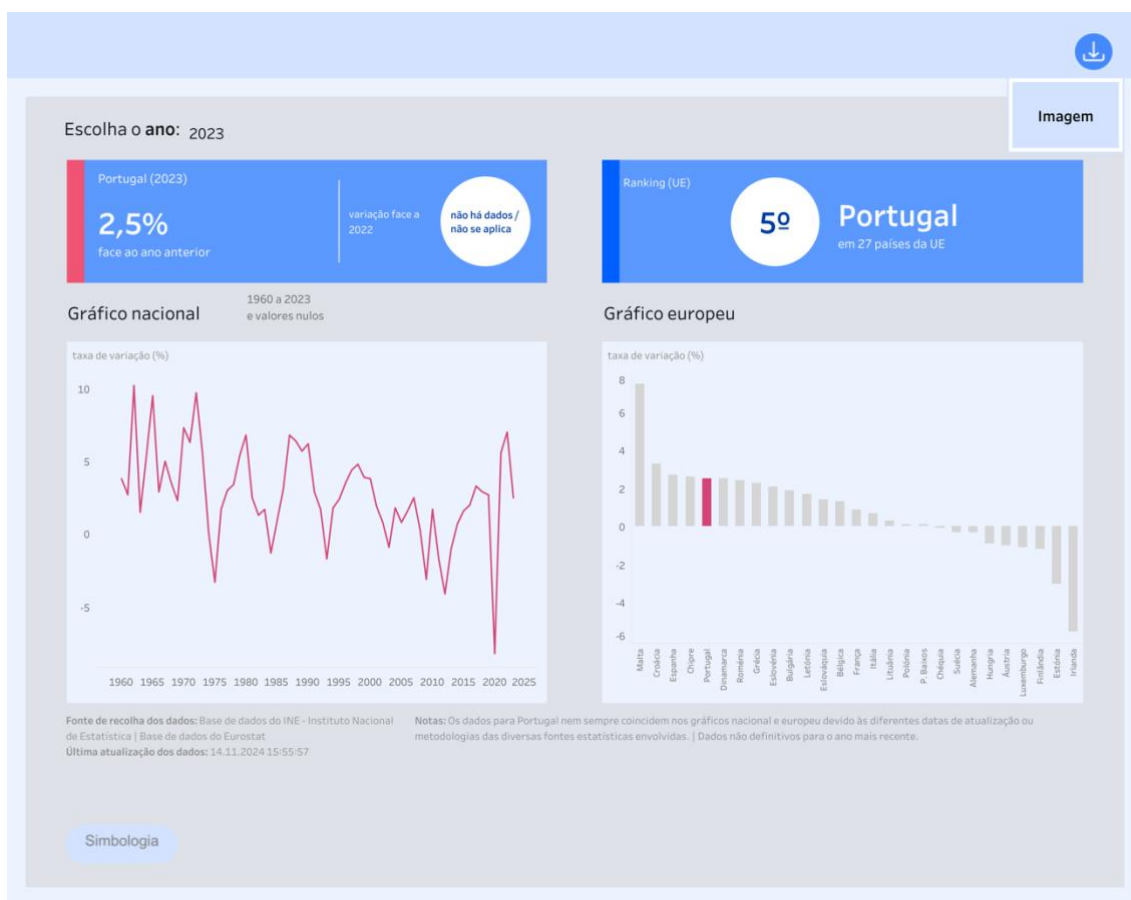 Imagem
Escolha o ano: 2023
Portugal (2023)
2,5%
face ao ano anterior
variação face a
2022
não há dados /
não se aplica
Ranking (UE)
5º
Portugal
em 27 países da UE
Gráfico nacional
1960 a 2023
e valores nulos
taxa de variação (%)
10
5
0
-5
1960 1965 1970 1975 1980 1985 1990 1995 2000 2005 2010 2015 2020 2025
Gráfico europeu
taxa de variação (%)
8
6
4
2
0
-2
-4
-6
Malta
Croácia
Espanha
Chipre
Portugal
Dinamarca
Roménia
Grécia
Eslovénia
Bulgária
Letónia
Eslováquia
Bélgica
França
Itália
Lituânia
Polónia
P. Baixos
Chéquia
Suécia
Alemanha
Hungria
Áustria
Luxemburgo
Finlândia
Estónia
Irlanda
Fonte de recolha dos dados: Base de dados do INE - Instituto Nacional
de Estatística | Base de dados do Eurostat
Última atualização dos dados: 14.11.2024 15:55:57
Notas: Os dados para Portugal nem sempre coincidem nos gráficos nacional e europeu devido às diferentes datas de atualização ou
metodologias das diversas fontes estatísticas envolvidas. | Dados não definitivos para o ano mais recente.
Simbologia